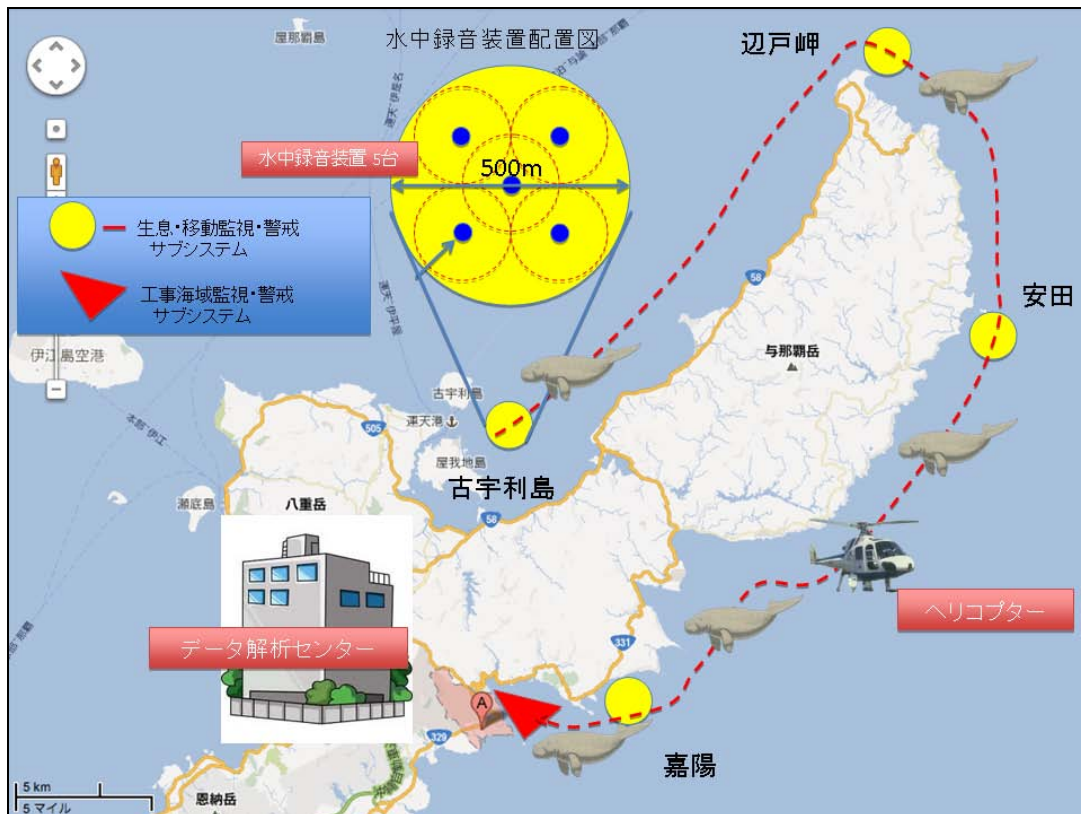 屋那覇島
水中録音装置配置図
辺戸岬
58
水中録音装置 5台
500m
生息・移動監視・警戒
サブシステム
工事海域監視・警戒
サブシステム
58
安田
伊江島空港
与那覇岳
古宇利島
運天港
505
屋我地島
古宇利島
瀬底島
八重岳
58
ヘリコプター
データ解析センター
331
A
329
嘉陽
5 km
5 マイル
恩納岳